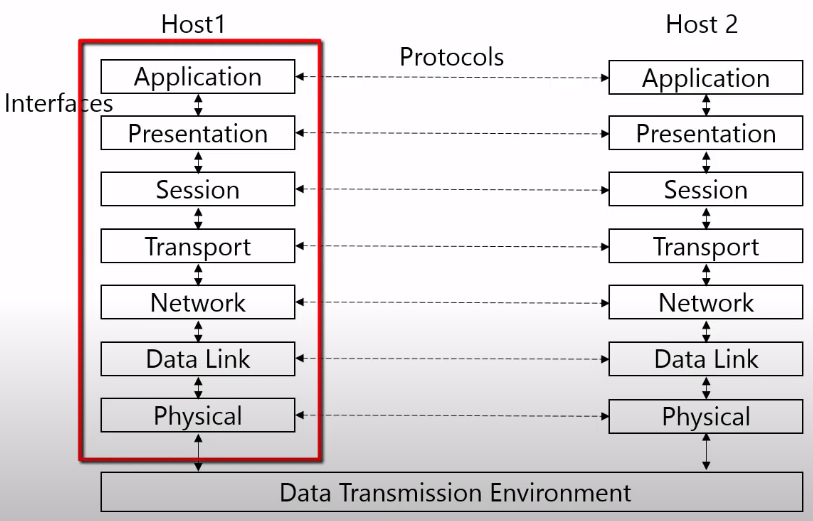 Host1
Host 2
Protocols
Interfaces
Application
Application
Presentation
Presentation
Session
Session
Transport
Transport
Network
Network
Data Link
Data Link
Physical
Physical
Data Transmission Environment